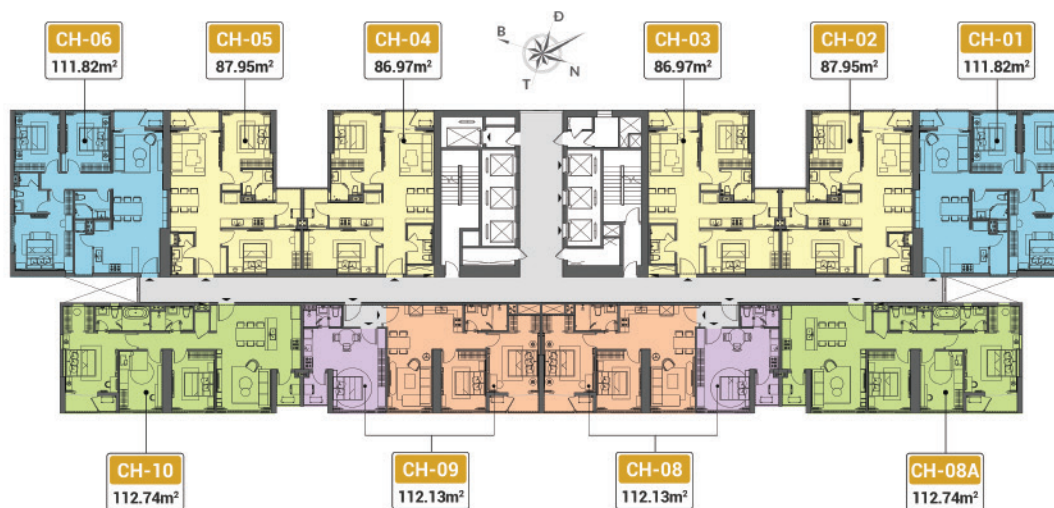 CH-06
111.82m²
CH-05
87.95m²
CH-04
86.97m²
B
Đ
T
N
CH-03
86.97m²
CH-02
87.95m²
CH-01
111.82m²
CH-10
112.74m²
CH-09
112.13m²
CH-08
112.13m²
CH-08A
112.74m²